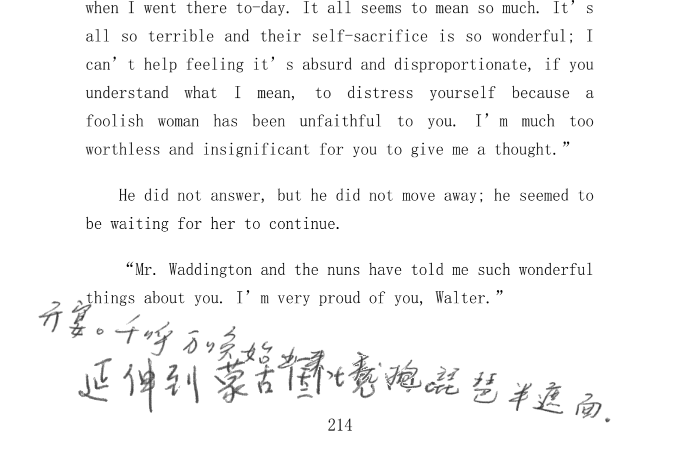 when I went there to-day. It all seems to mean so much. It’s
all so terrible and their self-sacrifice is so wonderful; I
can’t help feeling it’s absurd and disproportionate, if you
understand what I mean, to distress yourself because a
foolish woman has been unfaithful to you. I’m much too
worthless and insignificant for you to give me a thought.”
He did not answer, but he did not move away; he seemed to
be waiting for her to continue.
“Mr. Waddington and the nuns have told me such wonderful
things about you. I’m very proud of you, Walter.”
开宴。千呼万唤始
延伸到蒙古 抱琵琶半遮面.
214